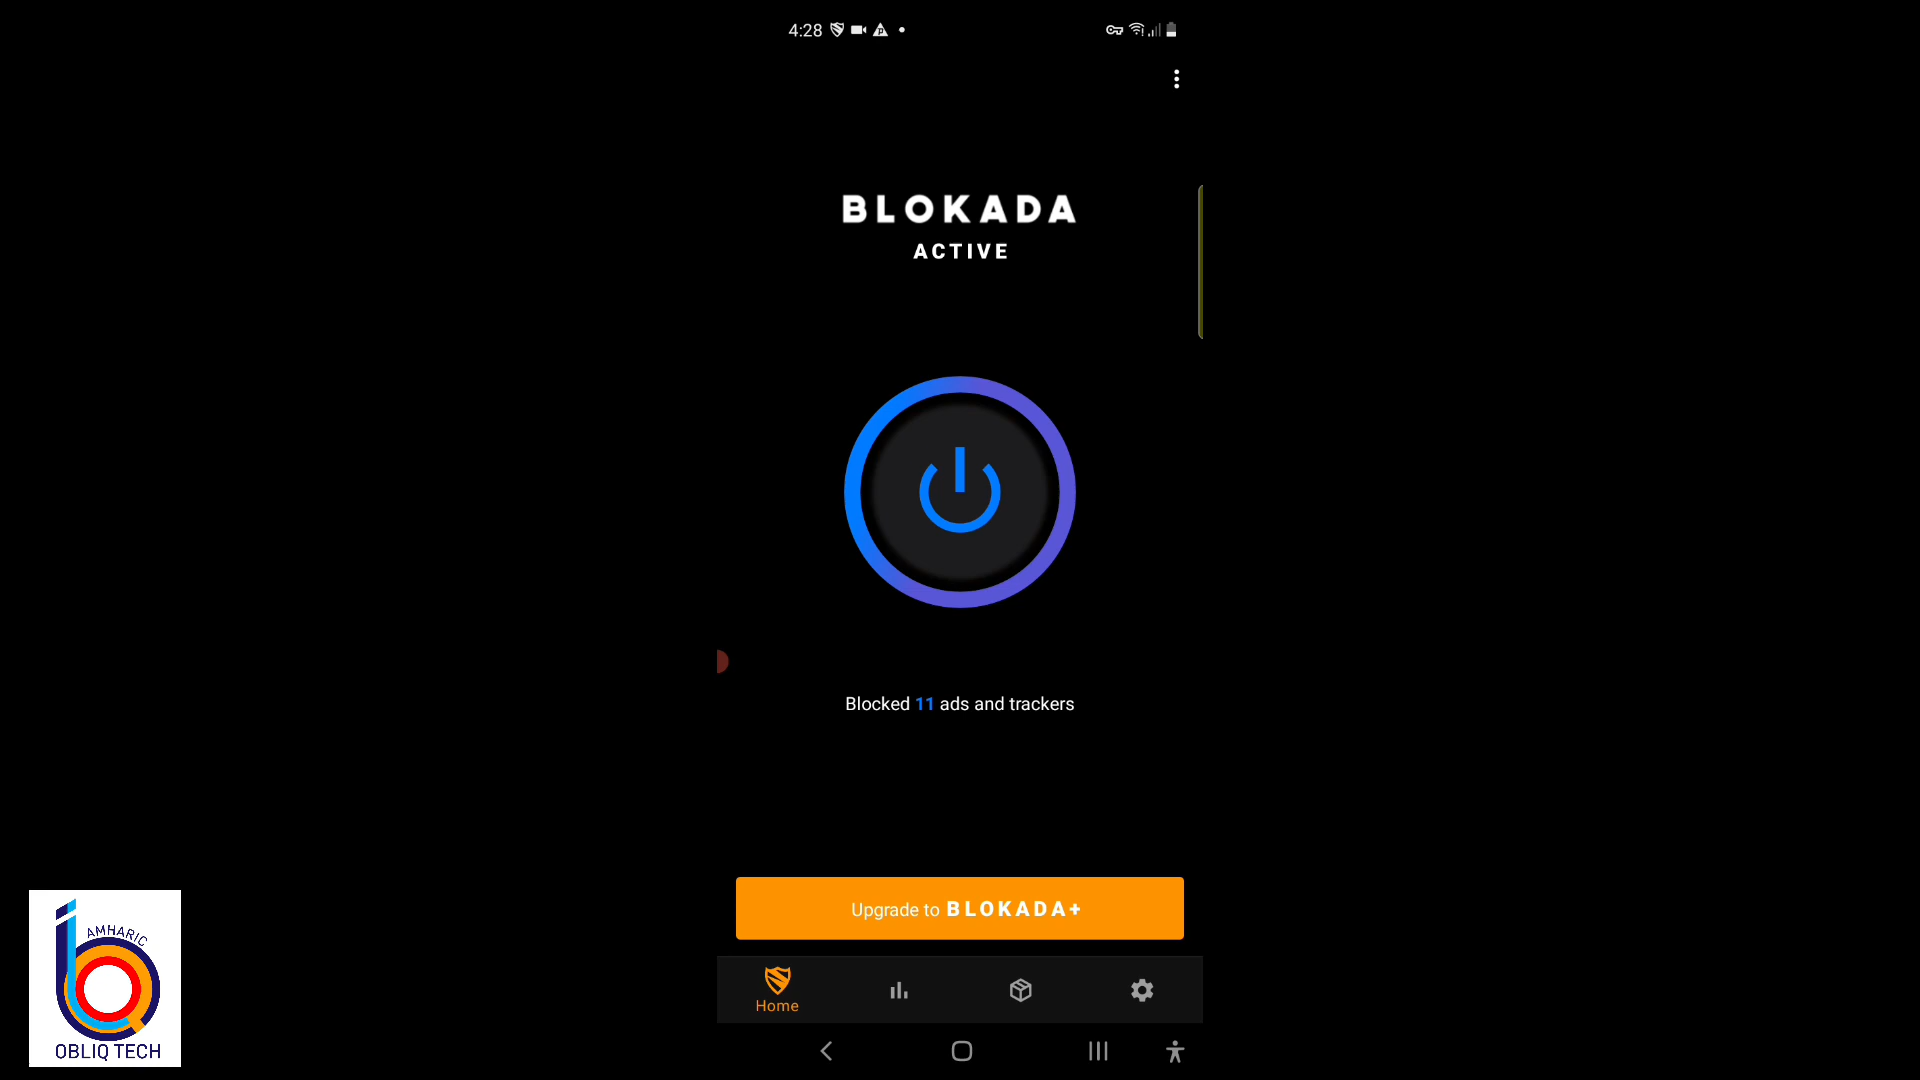 4:28
BLOKADA
ACTIVE
Blocked 11 ads and trackers
Upgrade to BLOKADA+
Home
AMHARIC
OBLIQ TECH